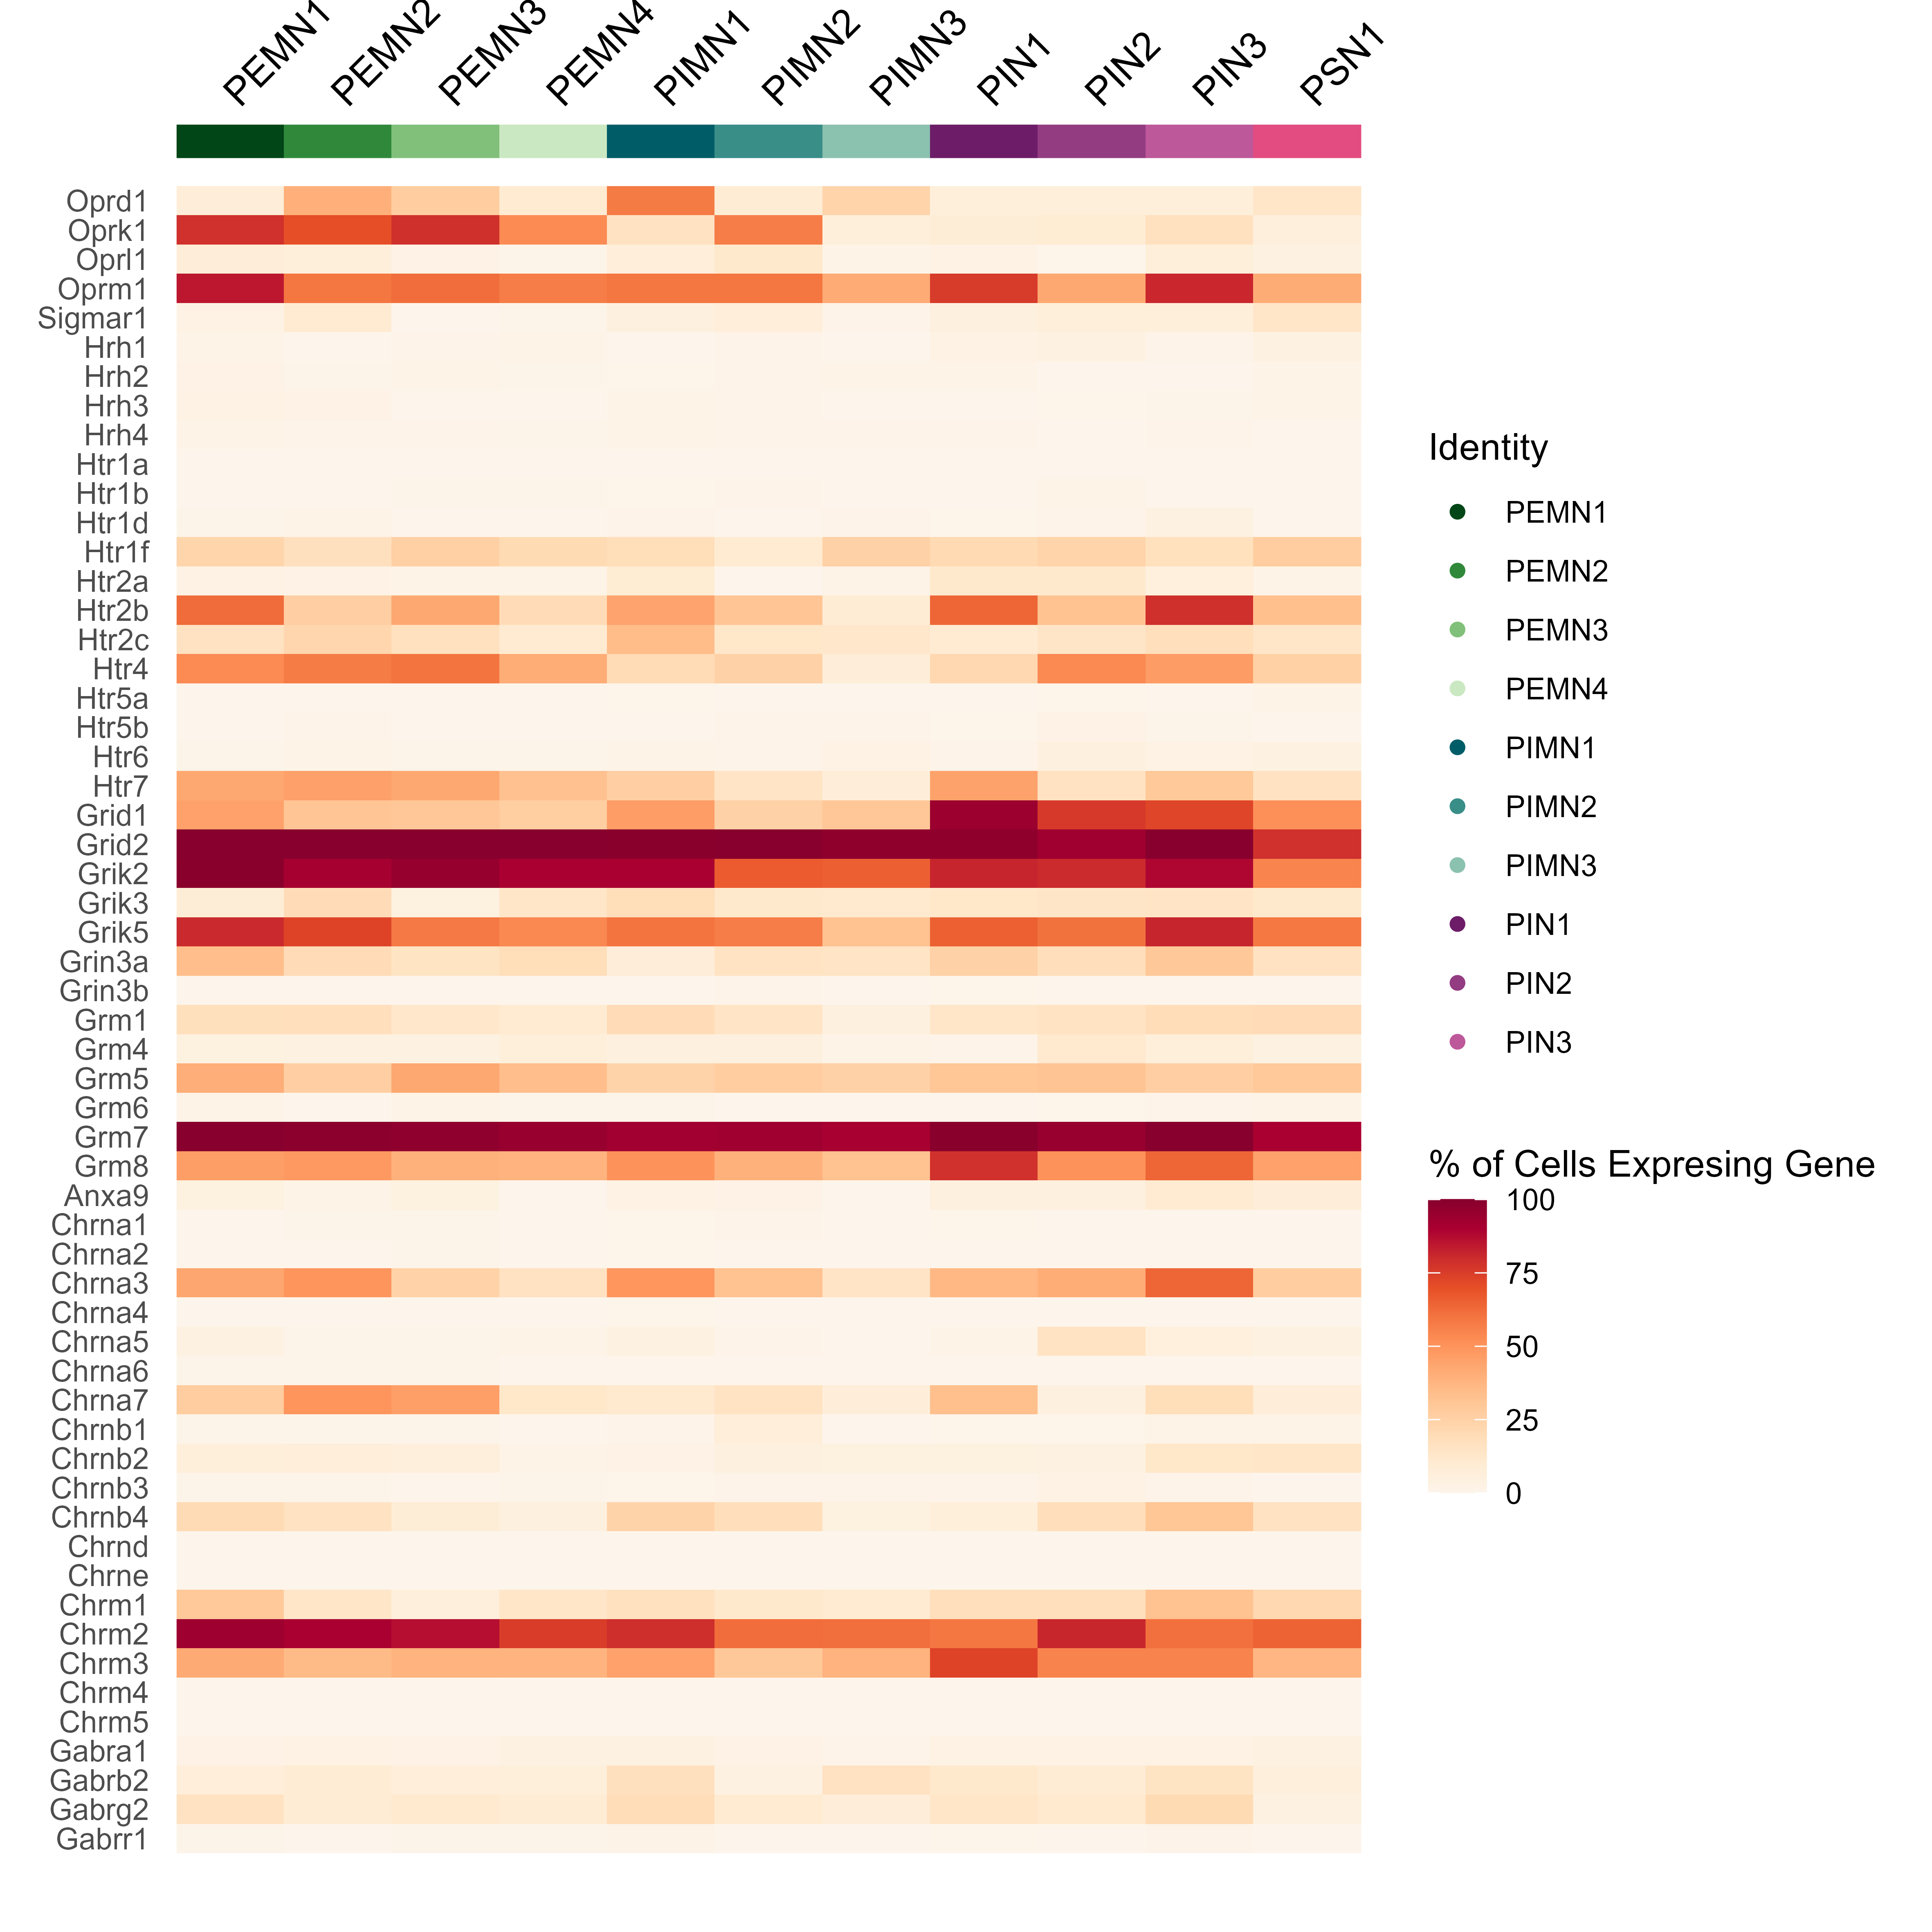 PEMN1 PEMN2 PEMN3 PEMN4 PIMN1 PIMN2 PIMN3 PIN1 PIN2 PIN3 PSN1
Oprd1
Oprk1
Oprl1
Oprm1
Sigmar1
Hrh1
Hrh2
Hrh3
Hrh4
Htr1a
Htr1b
Htr1d
Htr1f
Htr2a
Htr2b
Htr2c
Htr4
Htr5a
Htr5b
Htr6
Htr7
Grid1
Grid2
Grik2
Grik3
Grik5
Grin3a
Grin3b
Grm1
Grm4
Grm5
Grm6
Grm7
Grm8
Anxa9
Chrna1
Chrna2
Chrna3
Chrna4
Chrna5
Chrna6
Chrna7
Chrnb1
Chrnb2
Chrnb3
Chrnb4
Chrnd
Chrne
Chrm1
Chrm2
Chrm3
Chrm4
Chrm5
Gabra1
Gabrb2
Gabrg2
Gabrr1
Identity
PEMN1
PEMN2
PEMN3
PEMN4
PIMN1
PIMN2
PIMN3
PIN1
PIN2
PIN3
% of Cells Expresing Gene
100
75
50
25
0